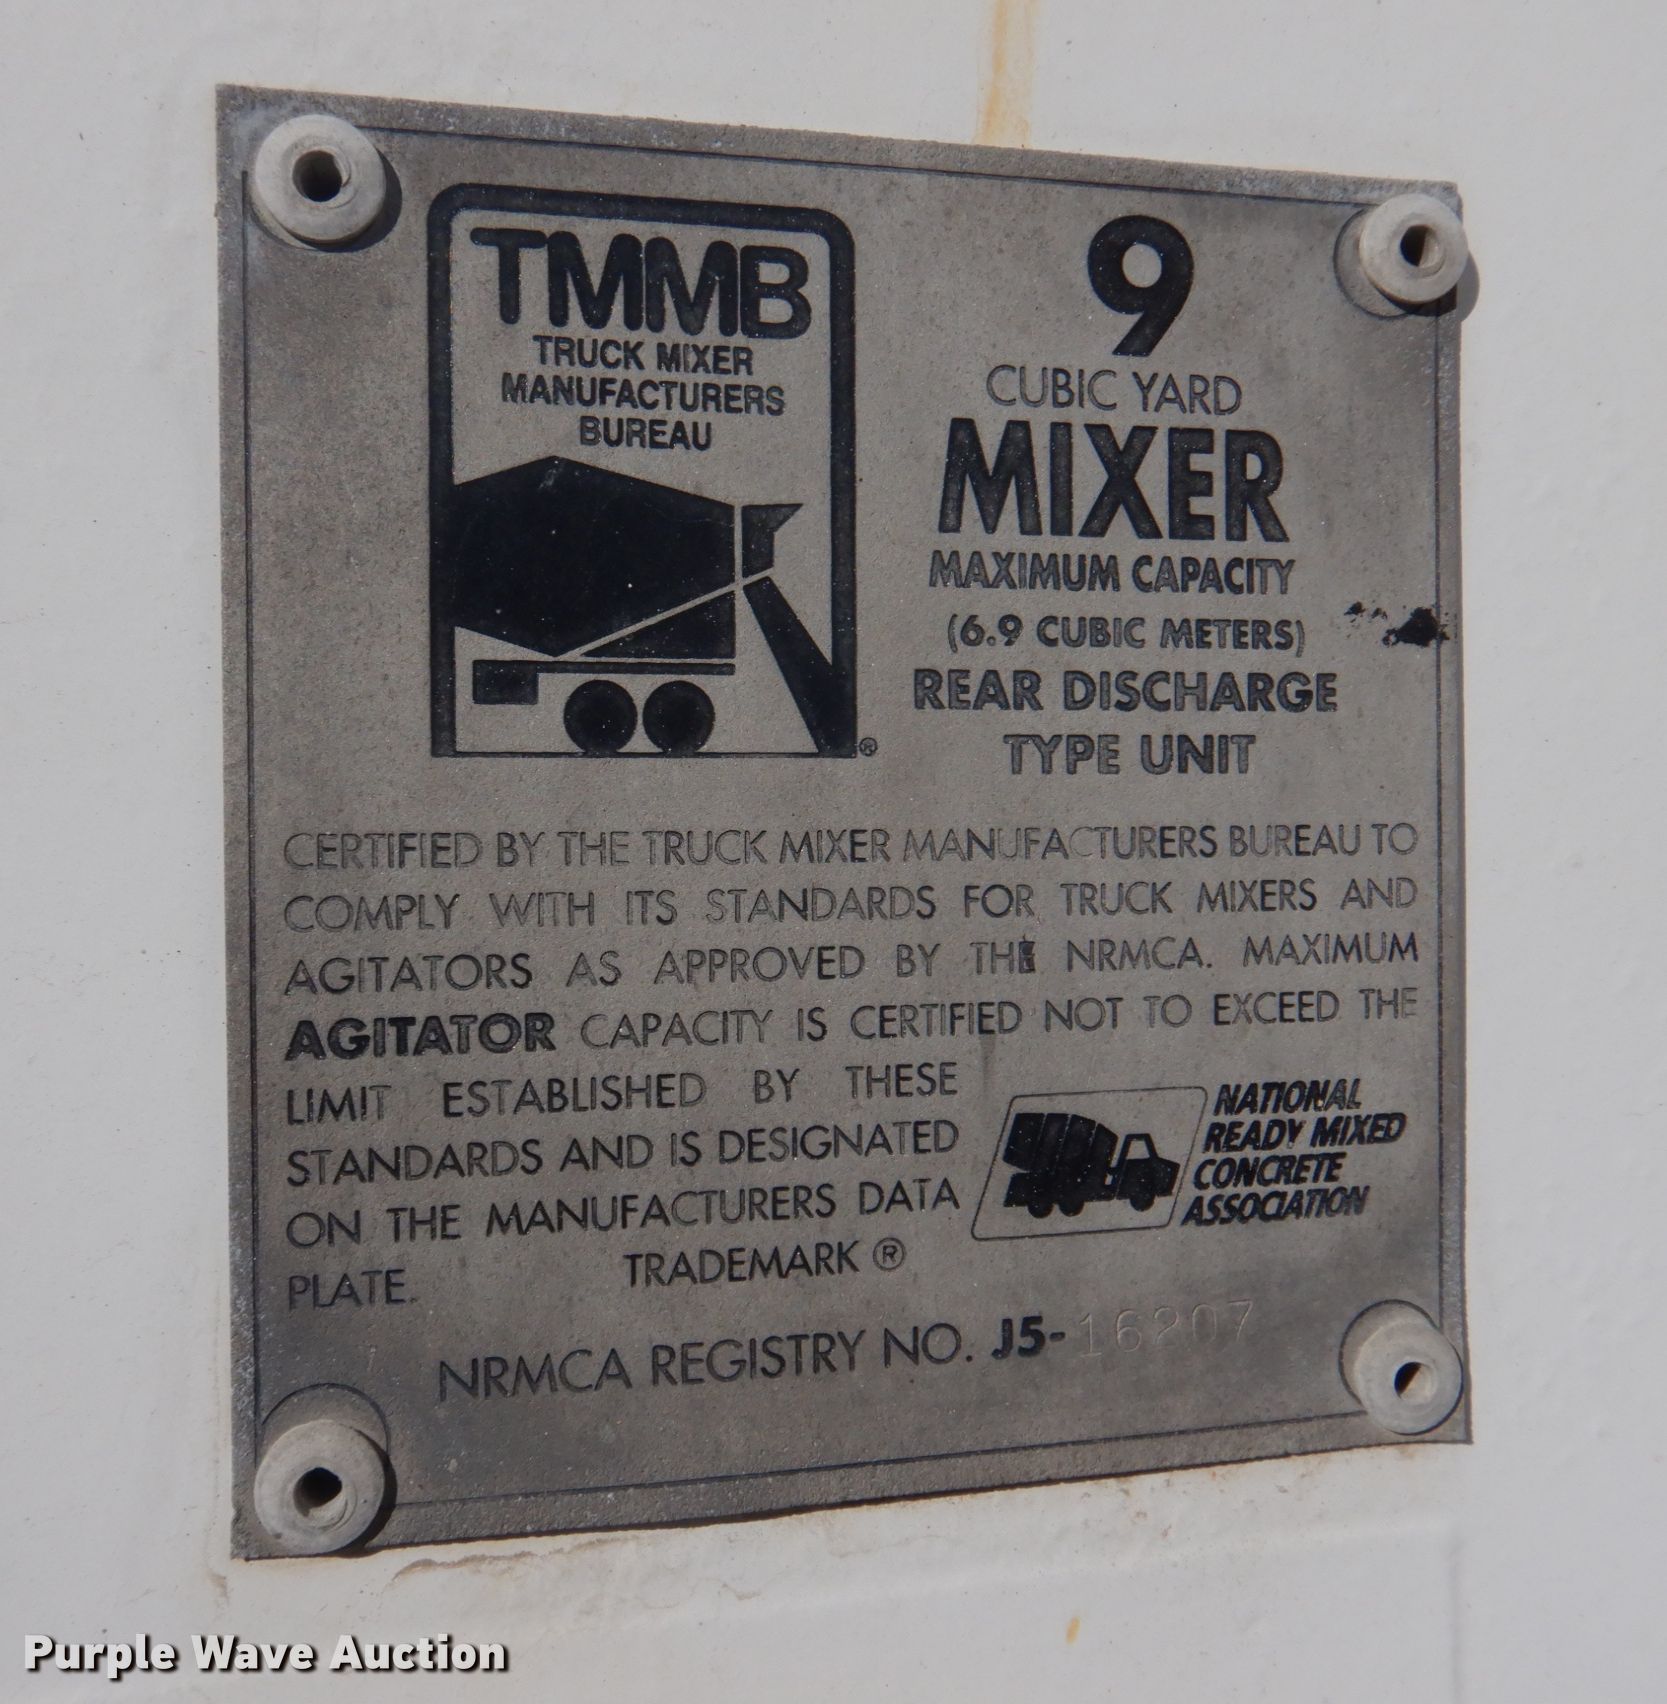 TMMB
TRUCK MIXER
MANUFACTURERS
BUREAU
®
9
CUBIC YARD
MIXER
MAXIMUM CAPACITY
(6.9 CUBIC METERS)
REAR DISCHARGE
TYPE UNIT
CERTIFIED BY THE TRUCK MIXER MANUFACTURERS BUREAU TO
COMPLY WITH ITS STANDARDS FOR TRUCK MIXERS AND
AGITATORS AS APPROVED BY THE NRMCA. MAXIMUM
AGITATOR CAPACITY IS CERTIFIED NOT TO EXCEED THE
LIMIT ESTABLISHED BY THESE
STANDARDS AND IS DESIGNATED
ON THE MANUFACTURERS DATA
PLATE. TRADEMARK ®
NATIONAL
READY MIXED
CONCRETE
ASSOCIATION
NRMCA REGISTRY NO. J5-16207
Purple Wave Auction